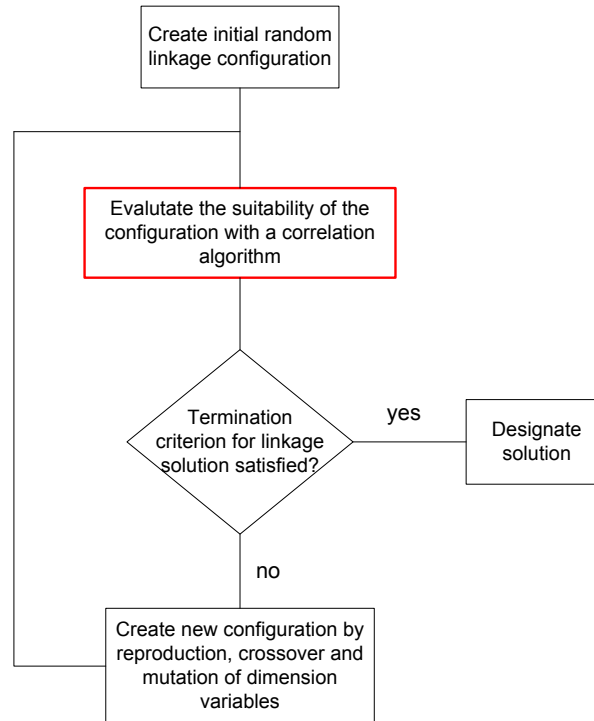 Create initial random
linkage configuration
Evalutate the suitability of the
configuration with a correlation
algorithm
Termination
criterion for linkage
solution satisfied?
yes
Designate
solution
no
Create new configuration by
reproduction, crossover and
mutation of dimension
variables